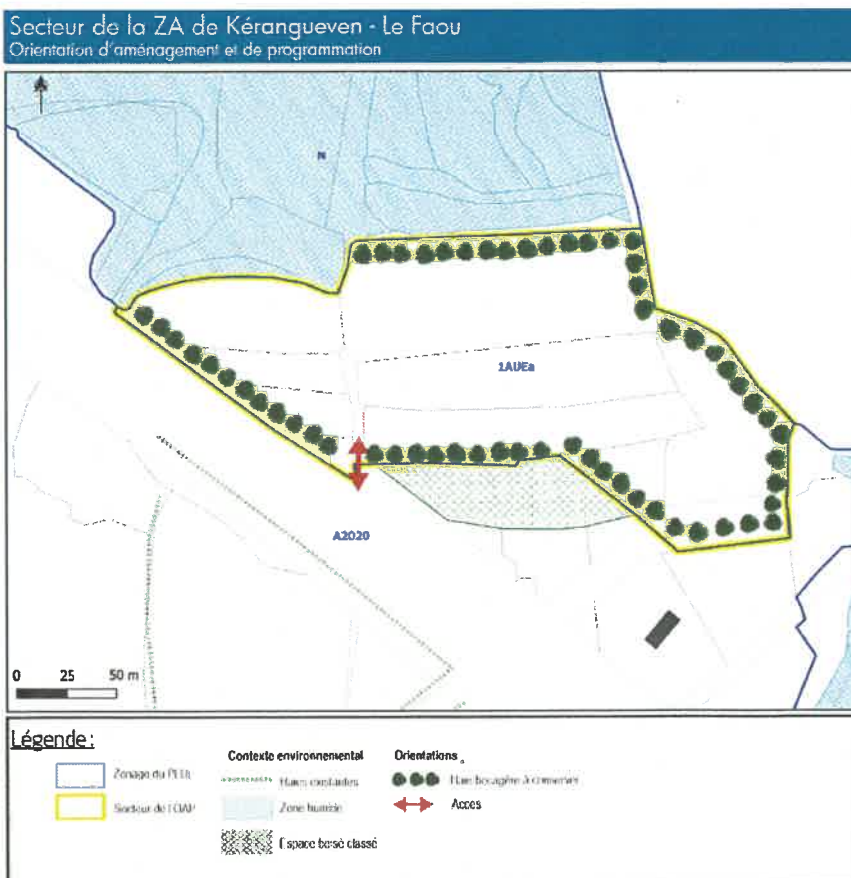 Secteur de la ZA de Kérangueven - Le Faou
Orientation d'aménagement et de programmation
N
1AUEa
A2020
0 25 50 m
Légende :
Contexte environnemental
Orientations
Zonage du PLUi
Haies existantes
Haie bocagère à conserver
Secteur de l'OAP
Zone humide
Accès
Espace boisé classé